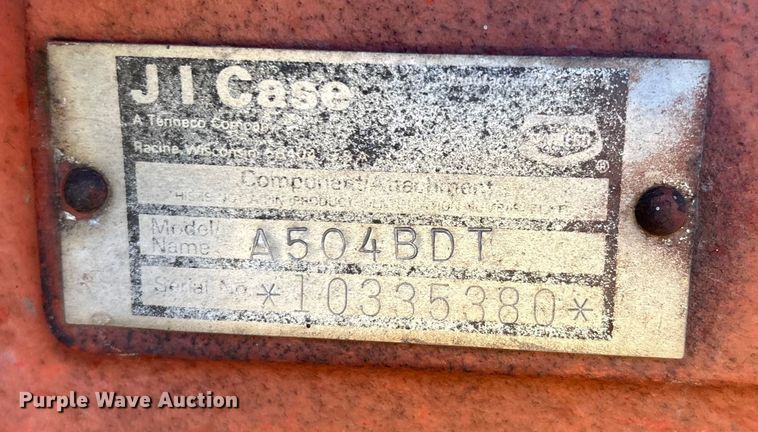 J I Case
A Tenneco Company
Racine Wisconsin
Component/Attachment
Model/
Name
A504BDT
Serial No.
*10335380*
Purple Wave Auction